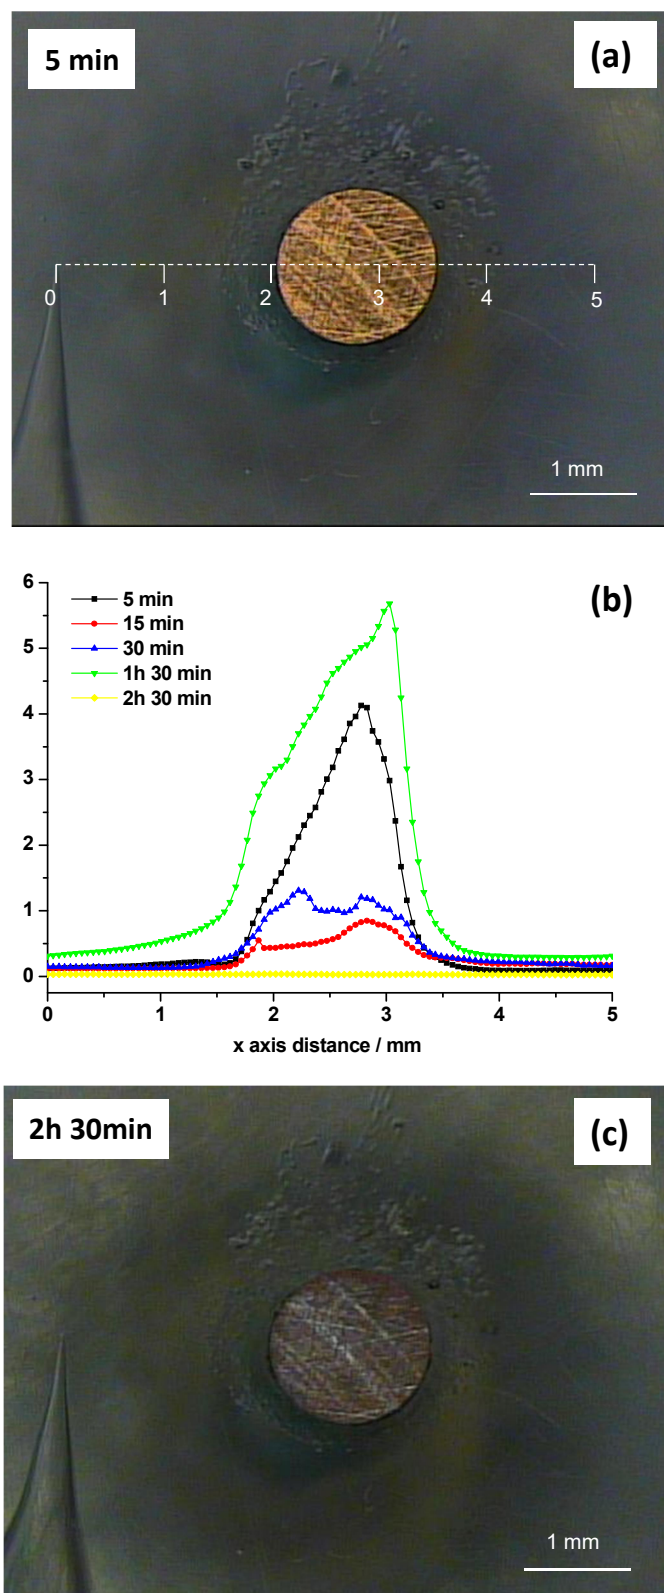 5 min
(a)
0 1 2 3 4 5
1 mm
6
(b)
5 min
15 min
30 min
1h 30 min
2h 30 min
5
4
3
2
1
0
0 1 2 3 4 5
x axis distance / mm
2h 30min
(c)
1 mm